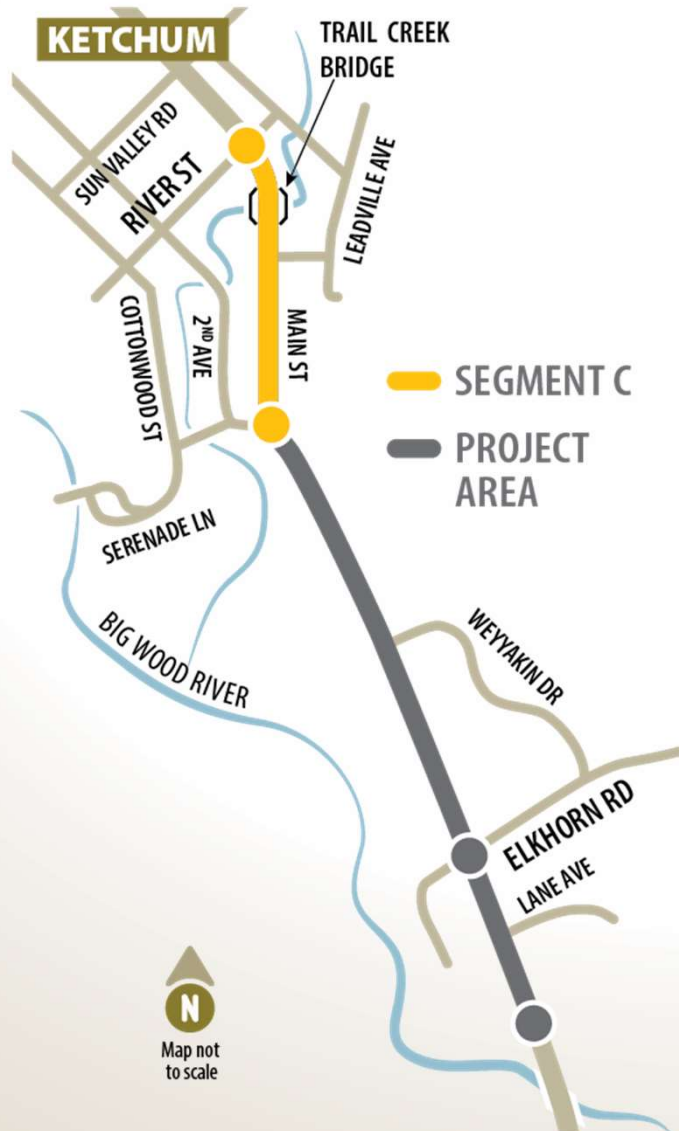 KETCHUM
TRAIL CREEK
BRIDGE
SUN VALLEY RD
RIVER ST
LEADVILLE AVE
COTTONWOOD ST
2ND AVE
MAIN ST
SEGMENT C
PROJECT
AREA
SERENADE LN
BIG WOOD RIVER
WEYYAKIN DR
ELKHORN RD
LANE AVE
N
Map not
to scale